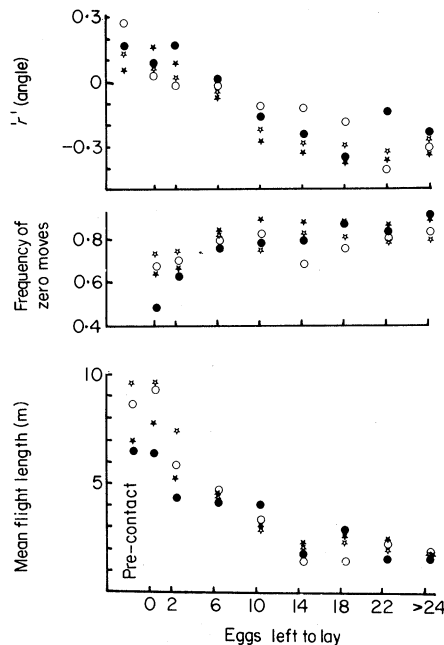 0·3
0
-0·3
'r' (angle)
0·8
0·6
0·4
Frequency of
zero moves
10
5
Mean flight length (m)
Pre-contact
0 2 6 10 14 18 22 >24
Eggs left to lay